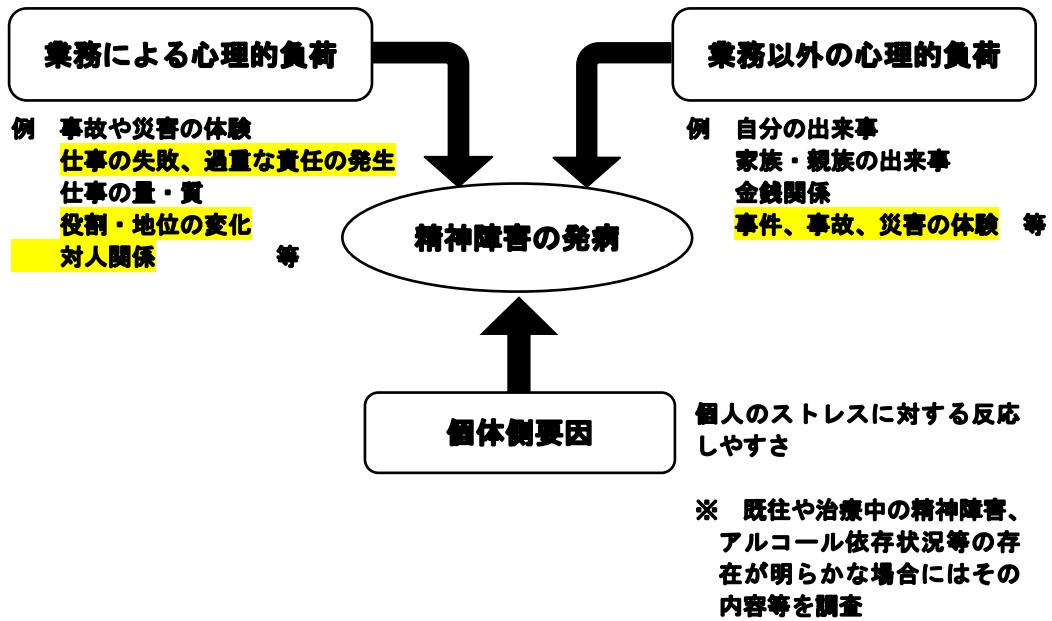 業務による心理的負荷
例　事故や災害の体験
仕事の失敗、過重な責任の発生
仕事の量・質
役割・地位の変化
対人関係　　　　　等
業務以外の心理的負荷
例　自分の出来事
家族・親族の出来事
金銭関係
事件、事故、災害の体験　等
精神障害の発病
個体側要因
個人のストレスに対する反応
しやすさ
※　既往や治療中の精神障害、
アルコール依存状況等の存
在が明らかな場合にはその
内容等を調査